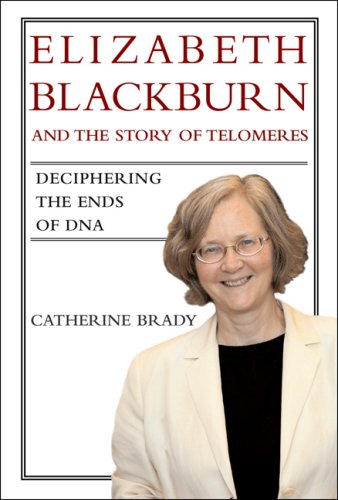 ELIZABETH
BLACKBURN
AND THE STORY OF TELOMERES
DECIPHERING
THE ENDS
OF DNA
CATHERINE BRADY